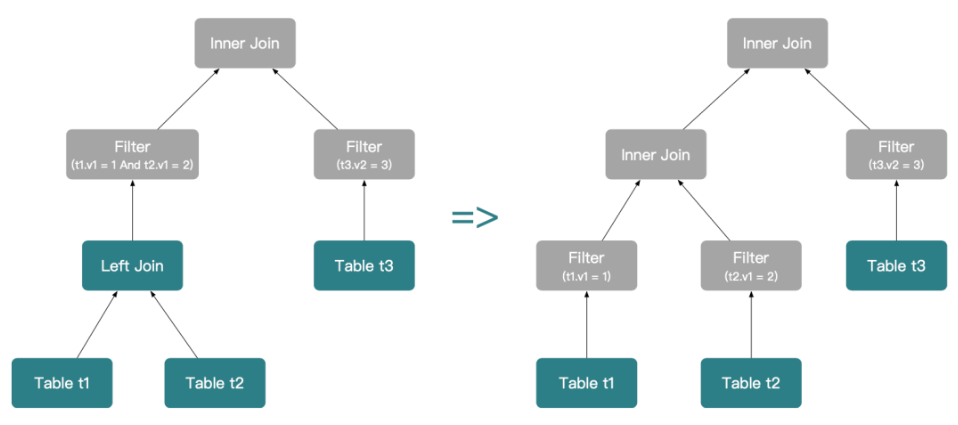 Inner Join
Filter
(t1.v1 = 1 And t2.v1 = 2)
Filter
(t3.v2 = 3)
Left Join
Table t3
Table t1
Table t2
=>
Inner Join
Inner Join
Filter
(t3.v2 = 3)
Filter
(t1.v1 = 1)
Filter
(t2.v1 = 2)
Table t3
Table t1
Table t2